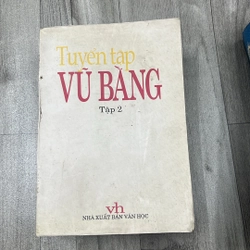 Tuyển tập
VŨ BẰNG
Tập 2
vh
NHÀ XUẤT BẢN VĂN HỌC